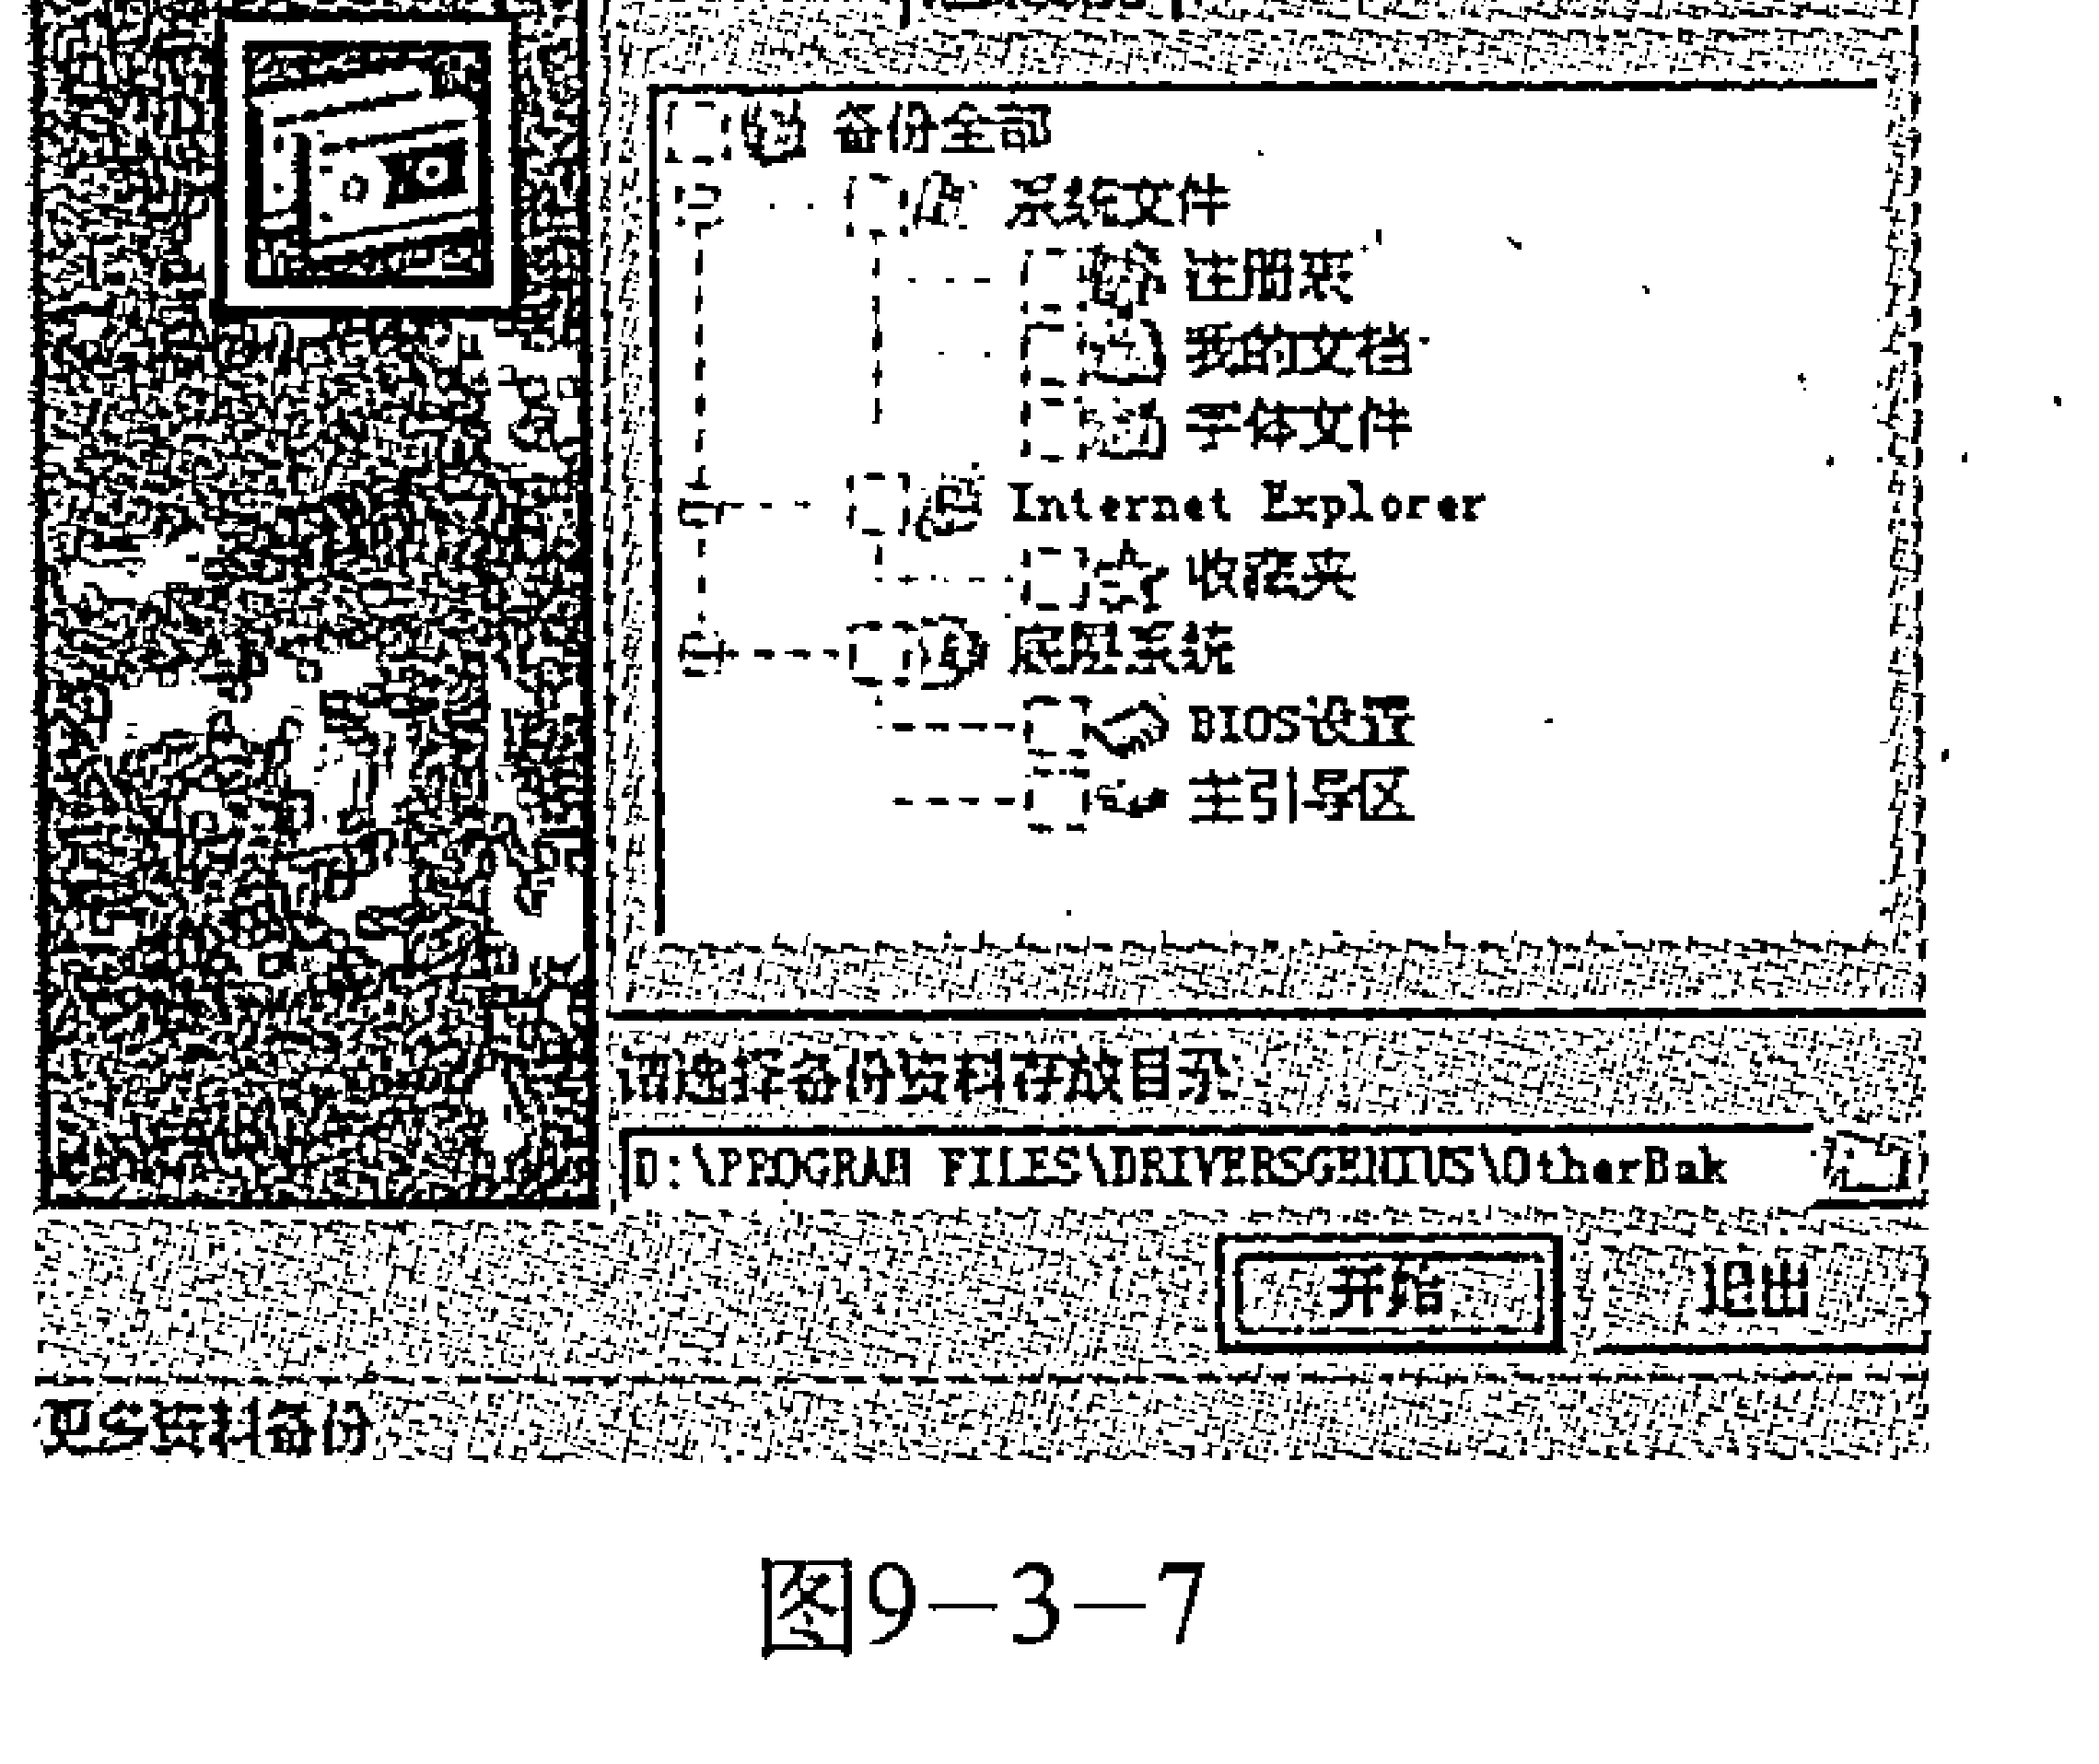 备份全部
系统文件
注册表
我的文档
字体文件
Internet Explorer
收藏夹
底层系统
BIOS设置
主引导区
请选择备份资料存放目录
D:\PROGRAM FILES\DRIVERSGENIUS\OtherBak
开始 退出
更多资料备份
图9-3-7